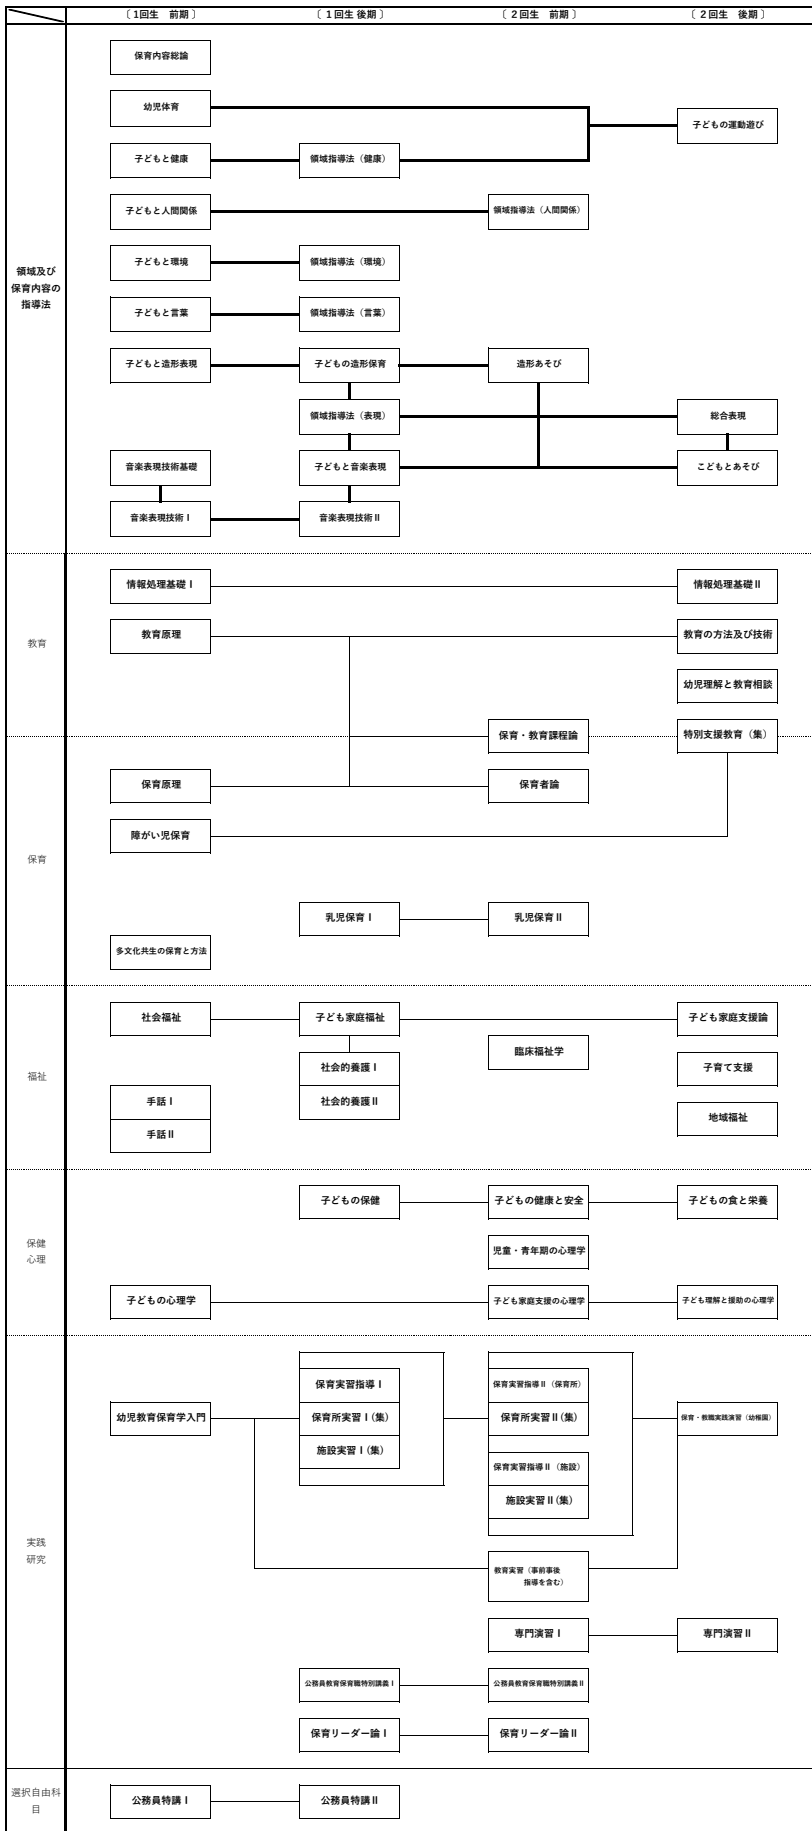 〔 1回生　前期 〕
〔 1回生 後期 〕
〔 2回生　前期 〕
〔 2回生　後期 〕
領域及び
保育内容の
指導法
保育内容総論
幼児体育
子どもの運動遊び
子どもと健康
領域指導法（健康）
子どもと人間関係
領域指導法（人間関係）
子どもと環境
領域指導法（環境）
子どもと言葉
領域指導法（言葉）
子どもと造形表現
子どもの造形保育
造形あそび
領域指導法（表現）
総合表現
音楽表現技術基礎
子どもと音楽表現
こどもとあそび
音楽表現技術Ⅰ
音楽表現技術Ⅱ
教育
情報処理基礎Ⅰ
情報処理基礎Ⅱ
教育原理
教育の方法及び技術
幼児理解と教育相談
保育・教育課程論
特別支援教育（集）
保育
保育原理
保育者論
障がい児保育
乳児保育Ⅰ
乳児保育Ⅱ
多文化共生の保育と方法
福祉
社会福祉
子ども家庭福祉
子ども家庭支援論
臨床福祉学
社会的養護Ⅰ
子育て支援
手話Ⅰ
社会的養護Ⅱ
地域福祉
手話Ⅱ
保健
心理
子どもの保健
子どもの健康と安全
子どもの食と栄養
児童・青年期の心理学
子どもの心理学
子ども家庭支援の心理学
子ども理解と援助の心理学
実践
研究
保育実習指導Ⅰ
保育実習指導Ⅱ（保育所）
幼児教育保育学入門
保育所実習Ⅰ(集)
保育所実習Ⅱ(集)
保育・教職実践演習（幼稚園）
施設実習Ⅰ(集)
保育実習指導Ⅱ（施設）
施設実習Ⅱ(集)
教育実習（事前事後
指導を含む）
専門演習Ⅰ
専門演習Ⅱ
公務員教育保育職特別講義Ⅰ
公務員教育保育職特別講義Ⅱ
保育リーダー論Ⅰ
保育リーダー論Ⅱ
選択自由科
目
公務員特講Ⅰ
公務員特講Ⅱ